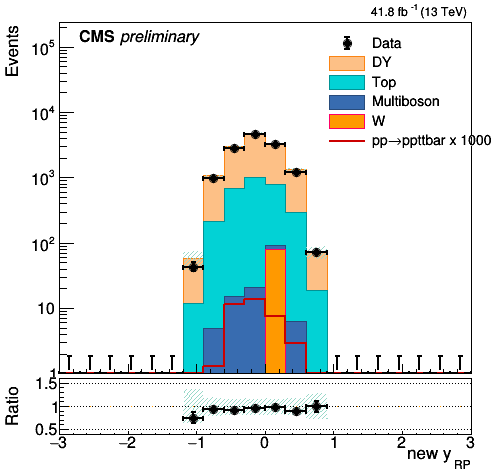 41.8 fb⁻¹ (13 TeV)
Events
CMS preliminary
Data
DY
Top
Multiboson
W
pp→ppttbar x 1000
10⁵
10⁴
10³
10²
10
1
Ratio
1.5
1
0.5
−3 −2 −1 0 1 2 3
new y RP